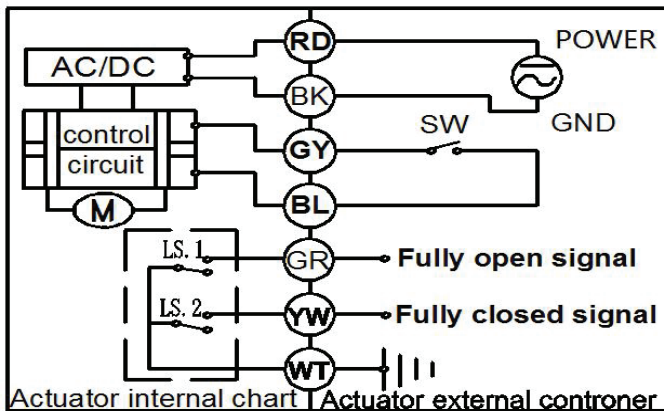 RD
POWER
AC/DC
BK
GND
control
circuit
SW
GY
M
BL
LS. 1
GR
Fully open signal
LS. 2
YW
Fully closed signal
WT
Actuator internal chart
Actuator external controner